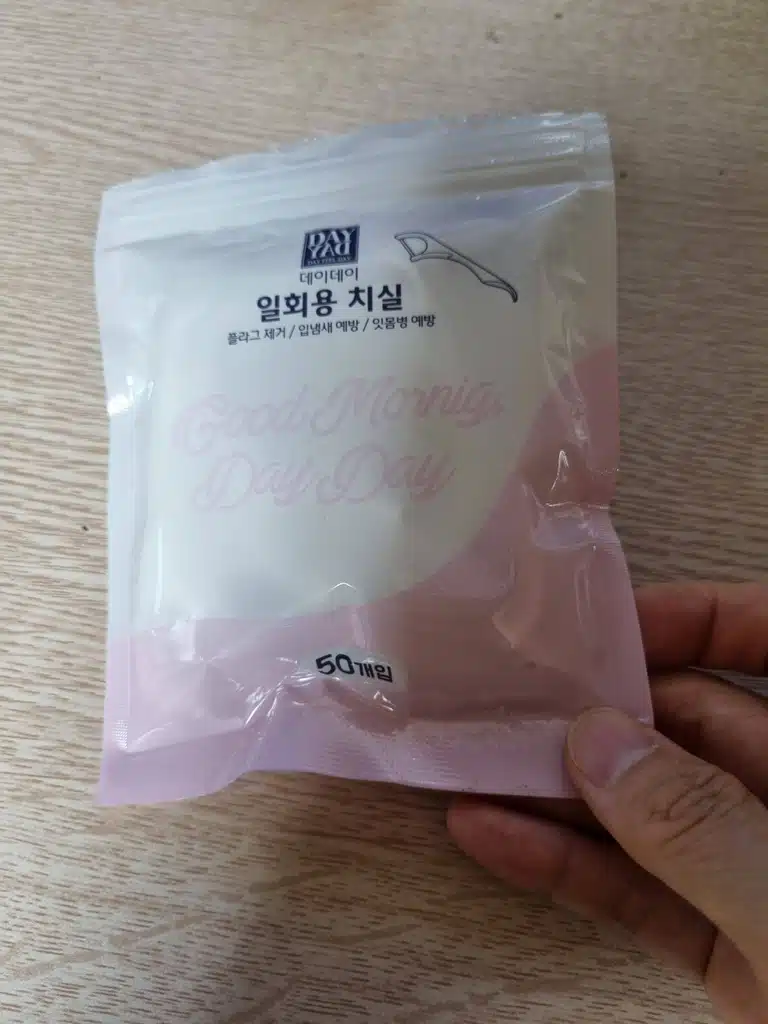 DAY
DAY
데이데이
일회용 치실
플라그 제거 / 입냄새 예방 / 잇몸병 예방
Good Mornig,
Day Day
50개입